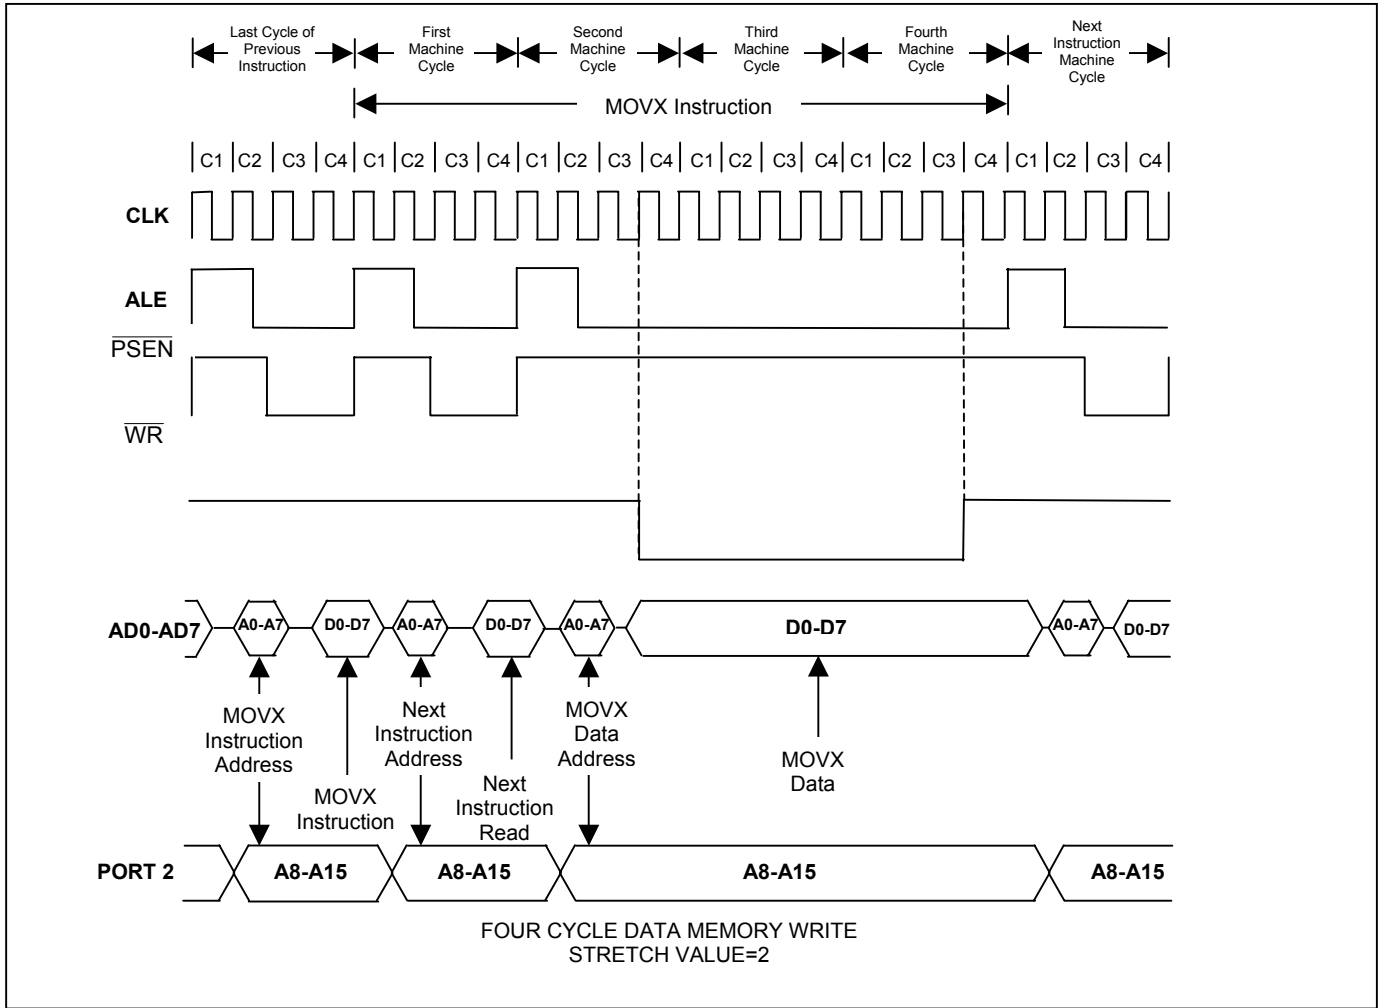 Last Cycle of
Previous
Instruction
First
Machine
Cycle
Second
Machine
Cycle
Third
Machine
Cycle
Fourth
Machine
Cycle
Next
Instruction
Machine
Cycle
MOVX Instruction
C1 C2 C3 C4 C1 C2 C3 C4 C1 C2 C3 C4 C1 C2 C3 C4 C1 C2 C3 C4 C1 C2 C3 C4
CLK
ALE
PSEN
WR
AD0-AD7
A0-A7
D0-D7
A0-A7
D0-D7
A0-A7
D0-D7
A0-A7
D0-D7
MOVX
Instruction
Address
MOVX
Instruction
Next
Instruction
Address
Next
Instruction
Read
MOVX
Data
Address
MOVX
Data
PORT 2
A8-A15
A8-A15
A8-A15
A8-A15
FOUR CYCLE DATA MEMORY WRITE
STRETCH VALUE=2